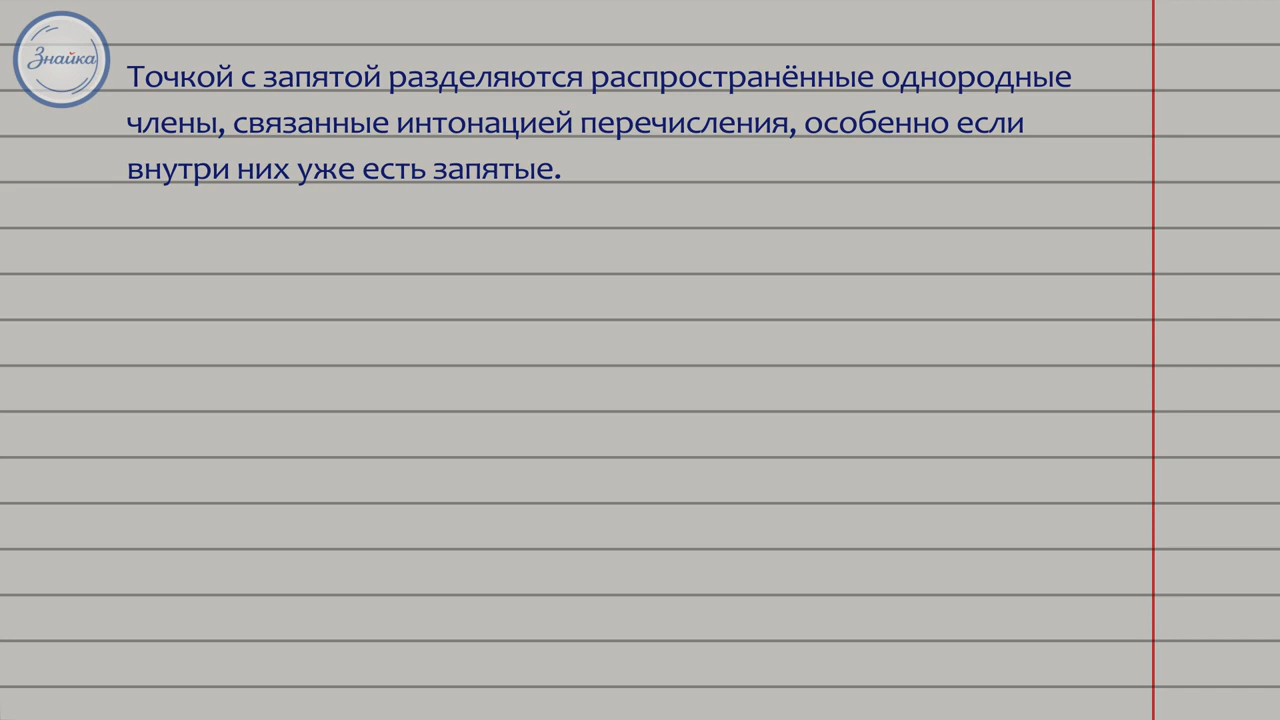 Знайка
Точкой с запятой разделяются распространённые однородные
члены, связанные интонацией перечисления, особенно если
внутри них уже есть запятые.